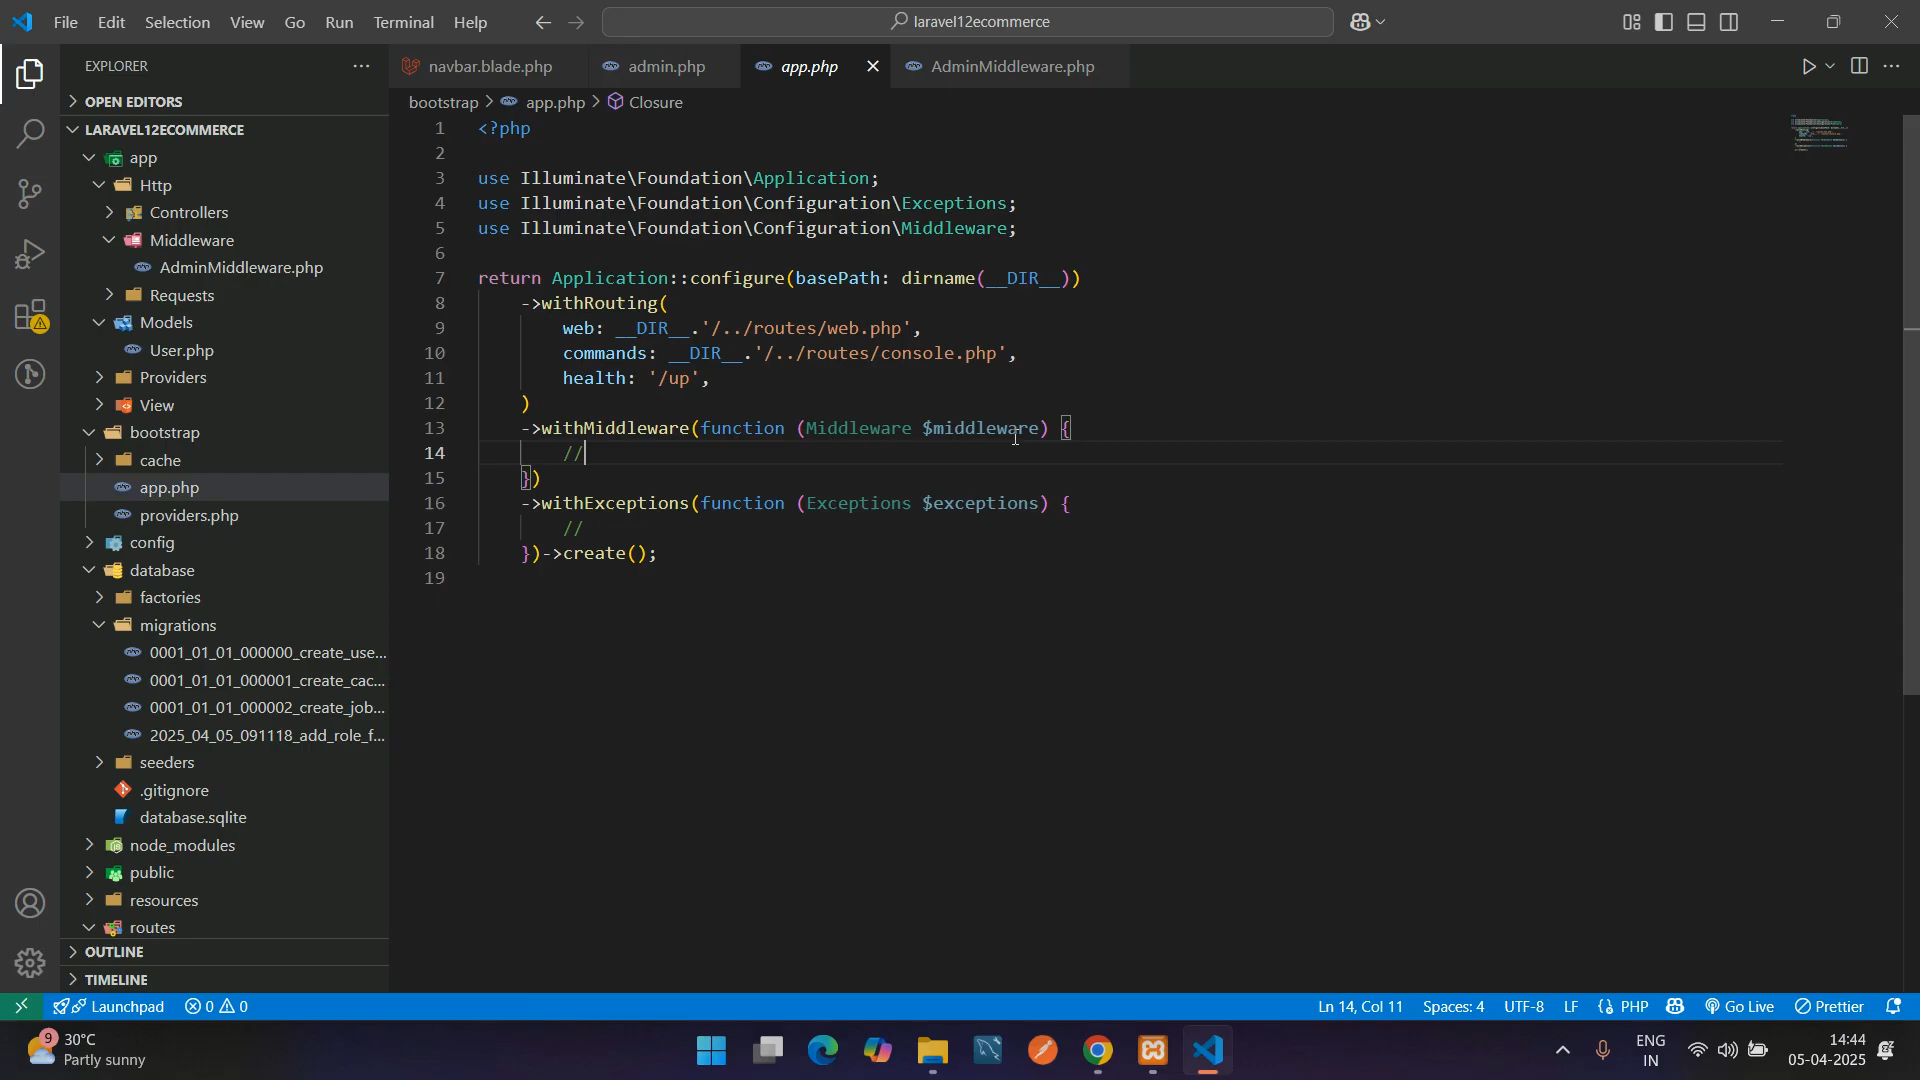 File Edit Selection View Go Run Terminal Help
laravel12ecommerce
EXPLORER
navbar.blade.php
admin.php
app.php
AdminMiddleware.php
OPEN EDITORS
LARAVEL12ECOMMERCE
app
Http
Controllers
Middleware
AdminMiddleware.php
Requests
Models
User.php
Providers
View
bootstrap
cache
app.php
providers.php
config
database
factories
migrations
0001_01_01_000000_create_use...
0001_01_01_000001_create_cac...
0001_01_01_000002_create_job...
2025_04_05_091118_add_role_f...
seeders
.gitignore
database.sqlite
node_modules
public
resources
routes
OUTLINE
TIMELINE
bootstrap > app.php > Closure
1 <?php
2
3 use Illuminate\Foundation\Application;
4 use Illuminate\Foundation\Configuration\Exceptions;
5 use Illuminate\Foundation\Configuration\Middleware;
6
7 return Application::configure(basePath: dirname(__DIR__))
8 ->withRouting(
9 web: __DIR__.'/../routes/web.php',
10 commands: __DIR__.'/../routes/console.php',
11 health: '/up',
12 )
13 ->withMiddleware(function (Middleware $middleware) {
14 //
15 })
16 ->withExceptions(function (Exceptions $exceptions) {
17 //
18 })->create();
19
Launchpad 0 0
Ln 14, Col 11 Spaces: 4 UTF-8 LF {} PHP Go Live Prettier
9
30°C
Partly sunny
ENG
IN
14:44
05-04-2025